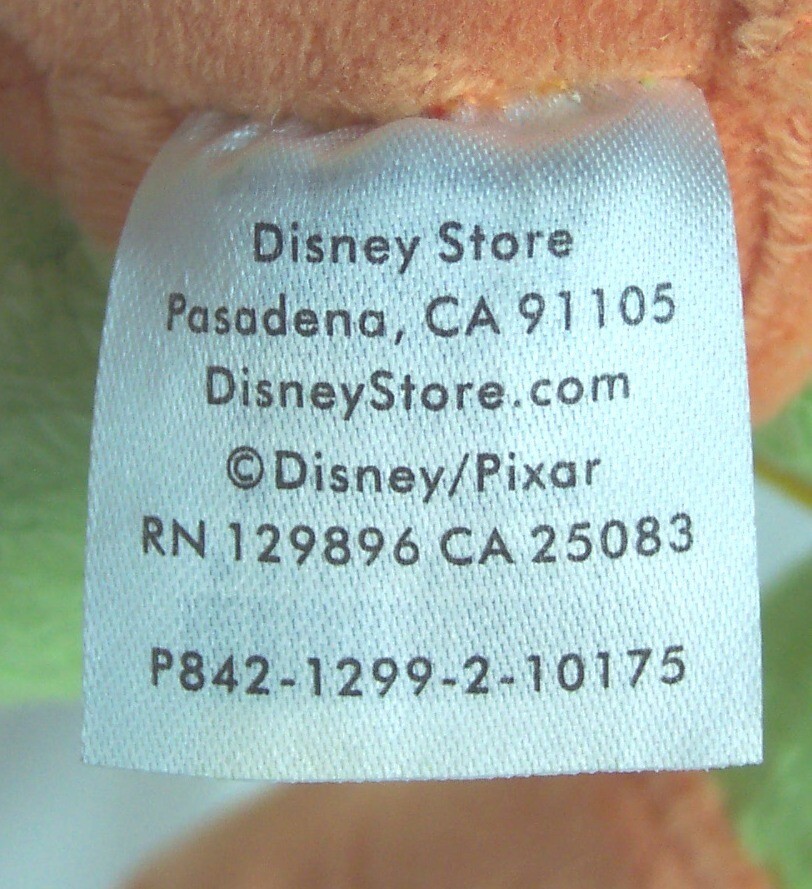 Disney Store
Pasadena, CA 91105
DisneyStore.com
©Disney/Pixar
RN 129896 CA 25083
P842-1299-2-10175